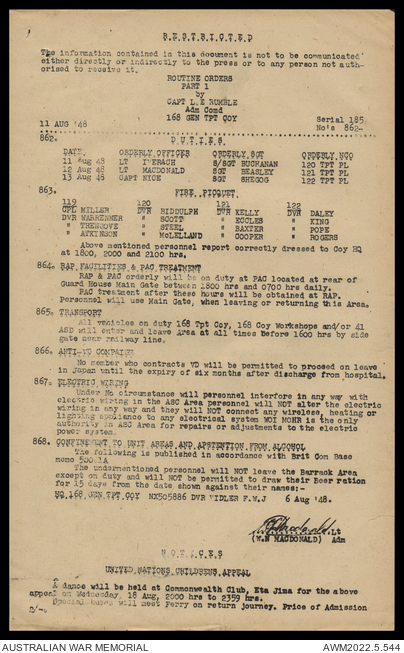 RESTRICTED
The information contained in this document is not to be communicated
either directly or indirectly to the press or to any person not auth-
orised to receive it.
ROUTINE ORDERS
PART 1
by
CAPT L.E RUMBLE
Adm Comd
168 GEN TPT COY
Serial 185
11 AUG '48
No's 862-
862. DUTIES
DATE ORDERLY OFFICER ORDERLY SGT ORDERLY NCO
11 Aug 48 LT S/SGT BUCHANAN 120 TPT PL
12 Aug 48 LT MACDONALD SGT BEASLEY 121 TPT PL
13 Aug 48 CAPT NICE SGT SHEGOG 122 TPT PL
863. FIRE PICQUET
119 120 121 122
CPL MILLER DVR BIDDULPH DVR KELLY DVR DALEY
DVR WARRENNER " SCOTT " ECCLES " KING
" TRENGOVE " STEEL " BAXTER " POPE
" ATKINSON " McLELLAND " COOPER " ROGERS
Above mentioned personnel report correctly dressed to Coy HQ
at 1800, 2000 and 2100 hrs.
864. RAP FACILITIES & PAC TREATMENT
RAP & PAC orderly will be on duty at PAC located at rear of
Guard House Main Gate between 1800 hrs and 0700 hrs daily.
PAC treatment after these hours will be obtained at RAP.
Personnel will use Main Gate, when leaving or returning this Area.
865. TRANSPORT
All vehicles on duty 168 Tpt Coy, 168 Coy Workshops and/or 41
ASD will enter and leave Area at all times Before 1600 hrs by side
gate near railway line.
866. ANTI-VD COMPAIGN
No member who contracts VD will be permitted to proceed on leave
in Japan until the expiry of six months after discharge from hospital.
867. ELECTRIC WIRING
Under No circumstance will personnel interfere in any way with
electric wiring in the ASC Area personnel will NOT alter the electric
wiring in any way and they will NOT connect any wireless, heating or
lighting appliance to any electrical system WOI MOHR is the only
authority in ASC Area for repairs or adjustments to the electric
power system.
868. CONFINEMENT TO UNIT AREAS AND ABSTENTION FROM ALCOHOL
The following is published in accordance with Brit Com Base
memo
The undermentioned personnel will NOT leave the Barrack Area
except on duty and will NOT be permitted to draw their Beer ration
for 15 days from the date shown against their names:-
HQ 168 GEN TPT COY NX505886 DVR VIDLER F.W.J 6 Aug '48.
Lt
(W.N MACDONALD) Adm
NOTICES
UNITED NATIONS CHILDRENS APPEAL
A dance will be held at Commonwealth Club, Eta Jima for the above
appeal on Wednesday, 18 Aug, 2000 hrs to 2359 hrs.
Special will meet Ferry on return journey. Price of Admission
2/-
AUSTRALIAN WAR MEMORIAL
AWM2022.5.544